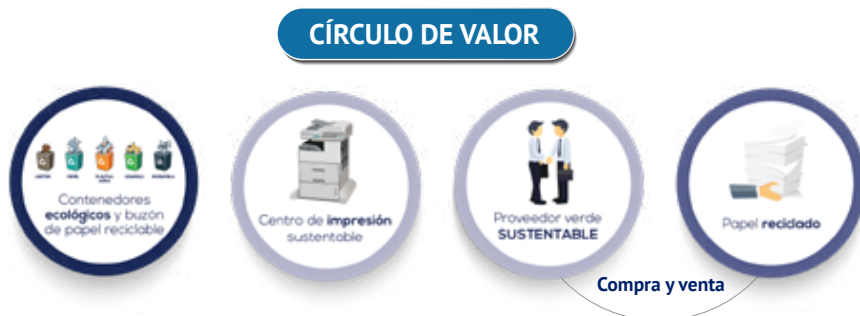 CÍRCULO DE VALOR
Contenedores
ecológicos y buzón
de papel reciclable
Centro de impresión
sustentable
Proveedor verde
SUSTENTABLE
Papel reciclado
Compra y venta